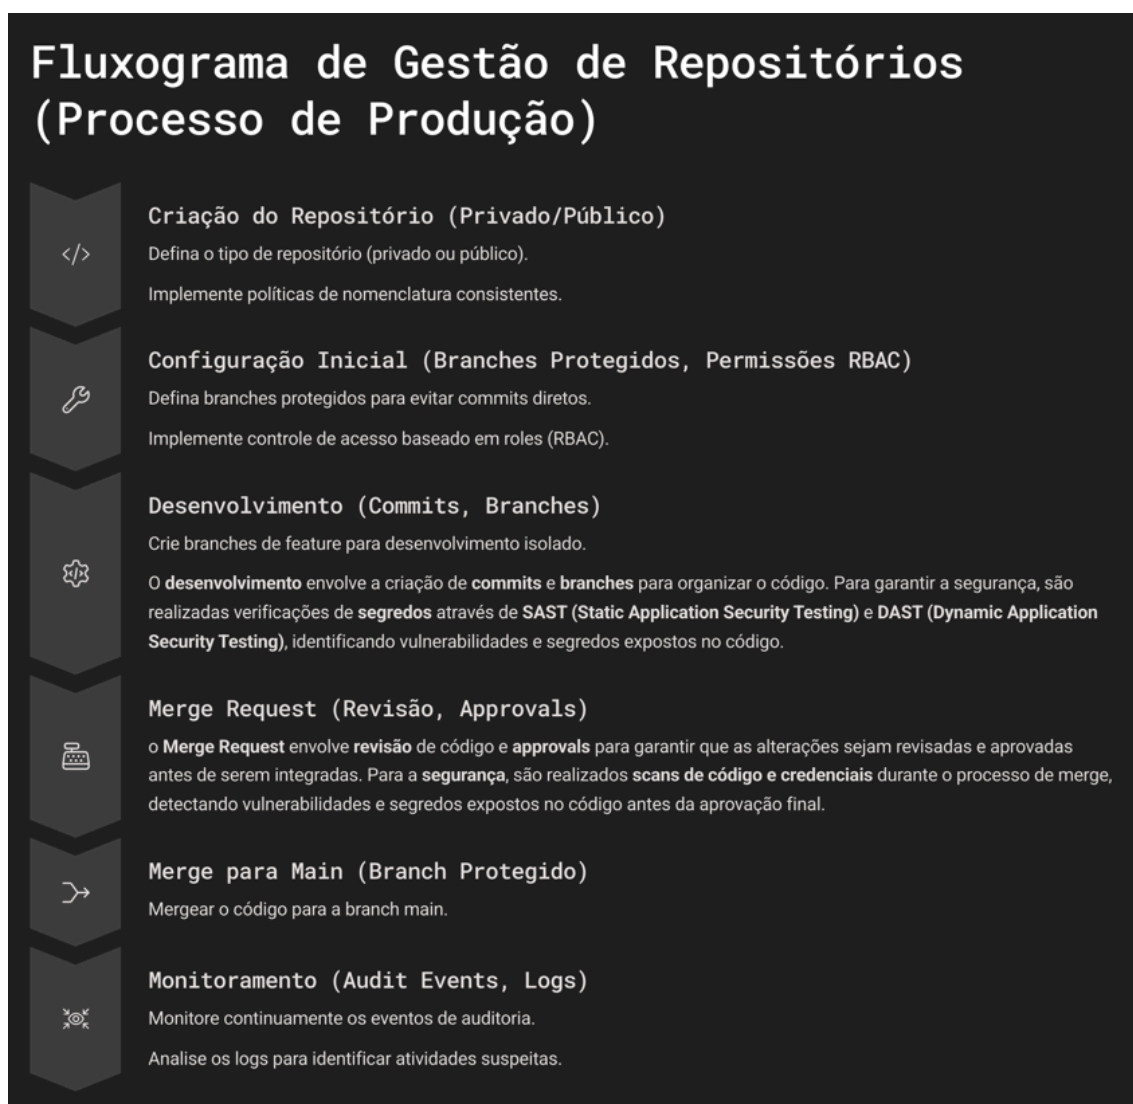 Fluxograma de Gestão de Repositórios
(Processo de Produção)
Criação do Repositório (Privado/Público)
Defina o tipo de repositório (privado ou público).
Implemente políticas de nomenclatura consistentes.
Configuração Inicial (Branches Protegidos, Permissões RBAC)
Defina branches protegidos para evitar commits diretos.
Implemente controle de acesso baseado em roles (RBAC).
Desenvolvimento (Commits, Branches)
Crie branches de feature para desenvolvimento isolado.
O desenvolvimento envolve a criação de commits e branches para organizar o código. Para garantir a segurança, são
realizadas verificações de segredos através de SAST (Static Application Security Testing) e DAST (Dynamic Application
Security Testing), identificando vulnerabilidades e segredos expostos no código.
Merge Request (Revisão, Approvals)
o Merge Request envolve revisão de código e approvals para garantir que as alterações sejam revisadas e aprovadas
antes de serem integradas. Para a segurança, são realizados scans de código e credenciais durante o processo de merge,
detectando vulnerabilidades e segredos expostos no código antes da aprovação final.
Merge para Main (Branch Protegido)
Mergear o código para a branch main.
Monitoramento (Audit Events, Logs)
Monitore continuamente os eventos de auditoria.
Analise os logs para identificar atividades suspeitas.